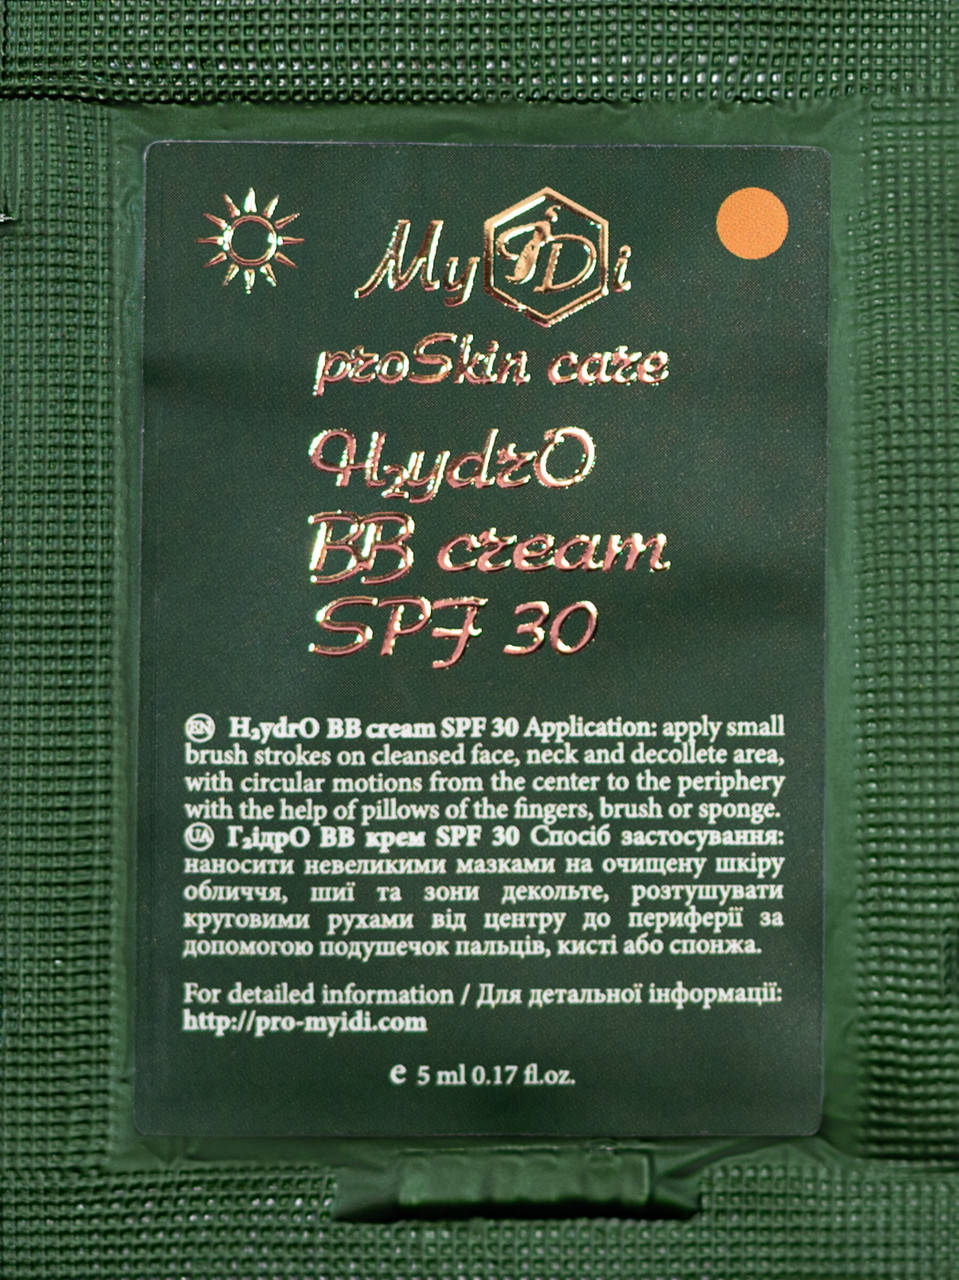 MyIDi
proSkin care
H₂ydrO
BB cream
SPF 30
EN H₂ydrO BB cream SPF 30 Application: apply small
brush strokes on cleansed face, neck and decollete area,
with circular motions from the center to the periphery
with the help of pillows of the fingers, brush or sponge.
UA Г₂ідрО BB крем SPF 30 Спосіб застосування:
наносити невеликими мазками на очищену шкіру
обличчя, шиї та зони декольте, розтушувати
круговими рухами від центру до периферії за
допомогою подушечок пальців, кисті або спонжа.
For detailed information / Для детальної інформації:
http://pro-myidi.com
e 5 ml 0.17 fl.oz.